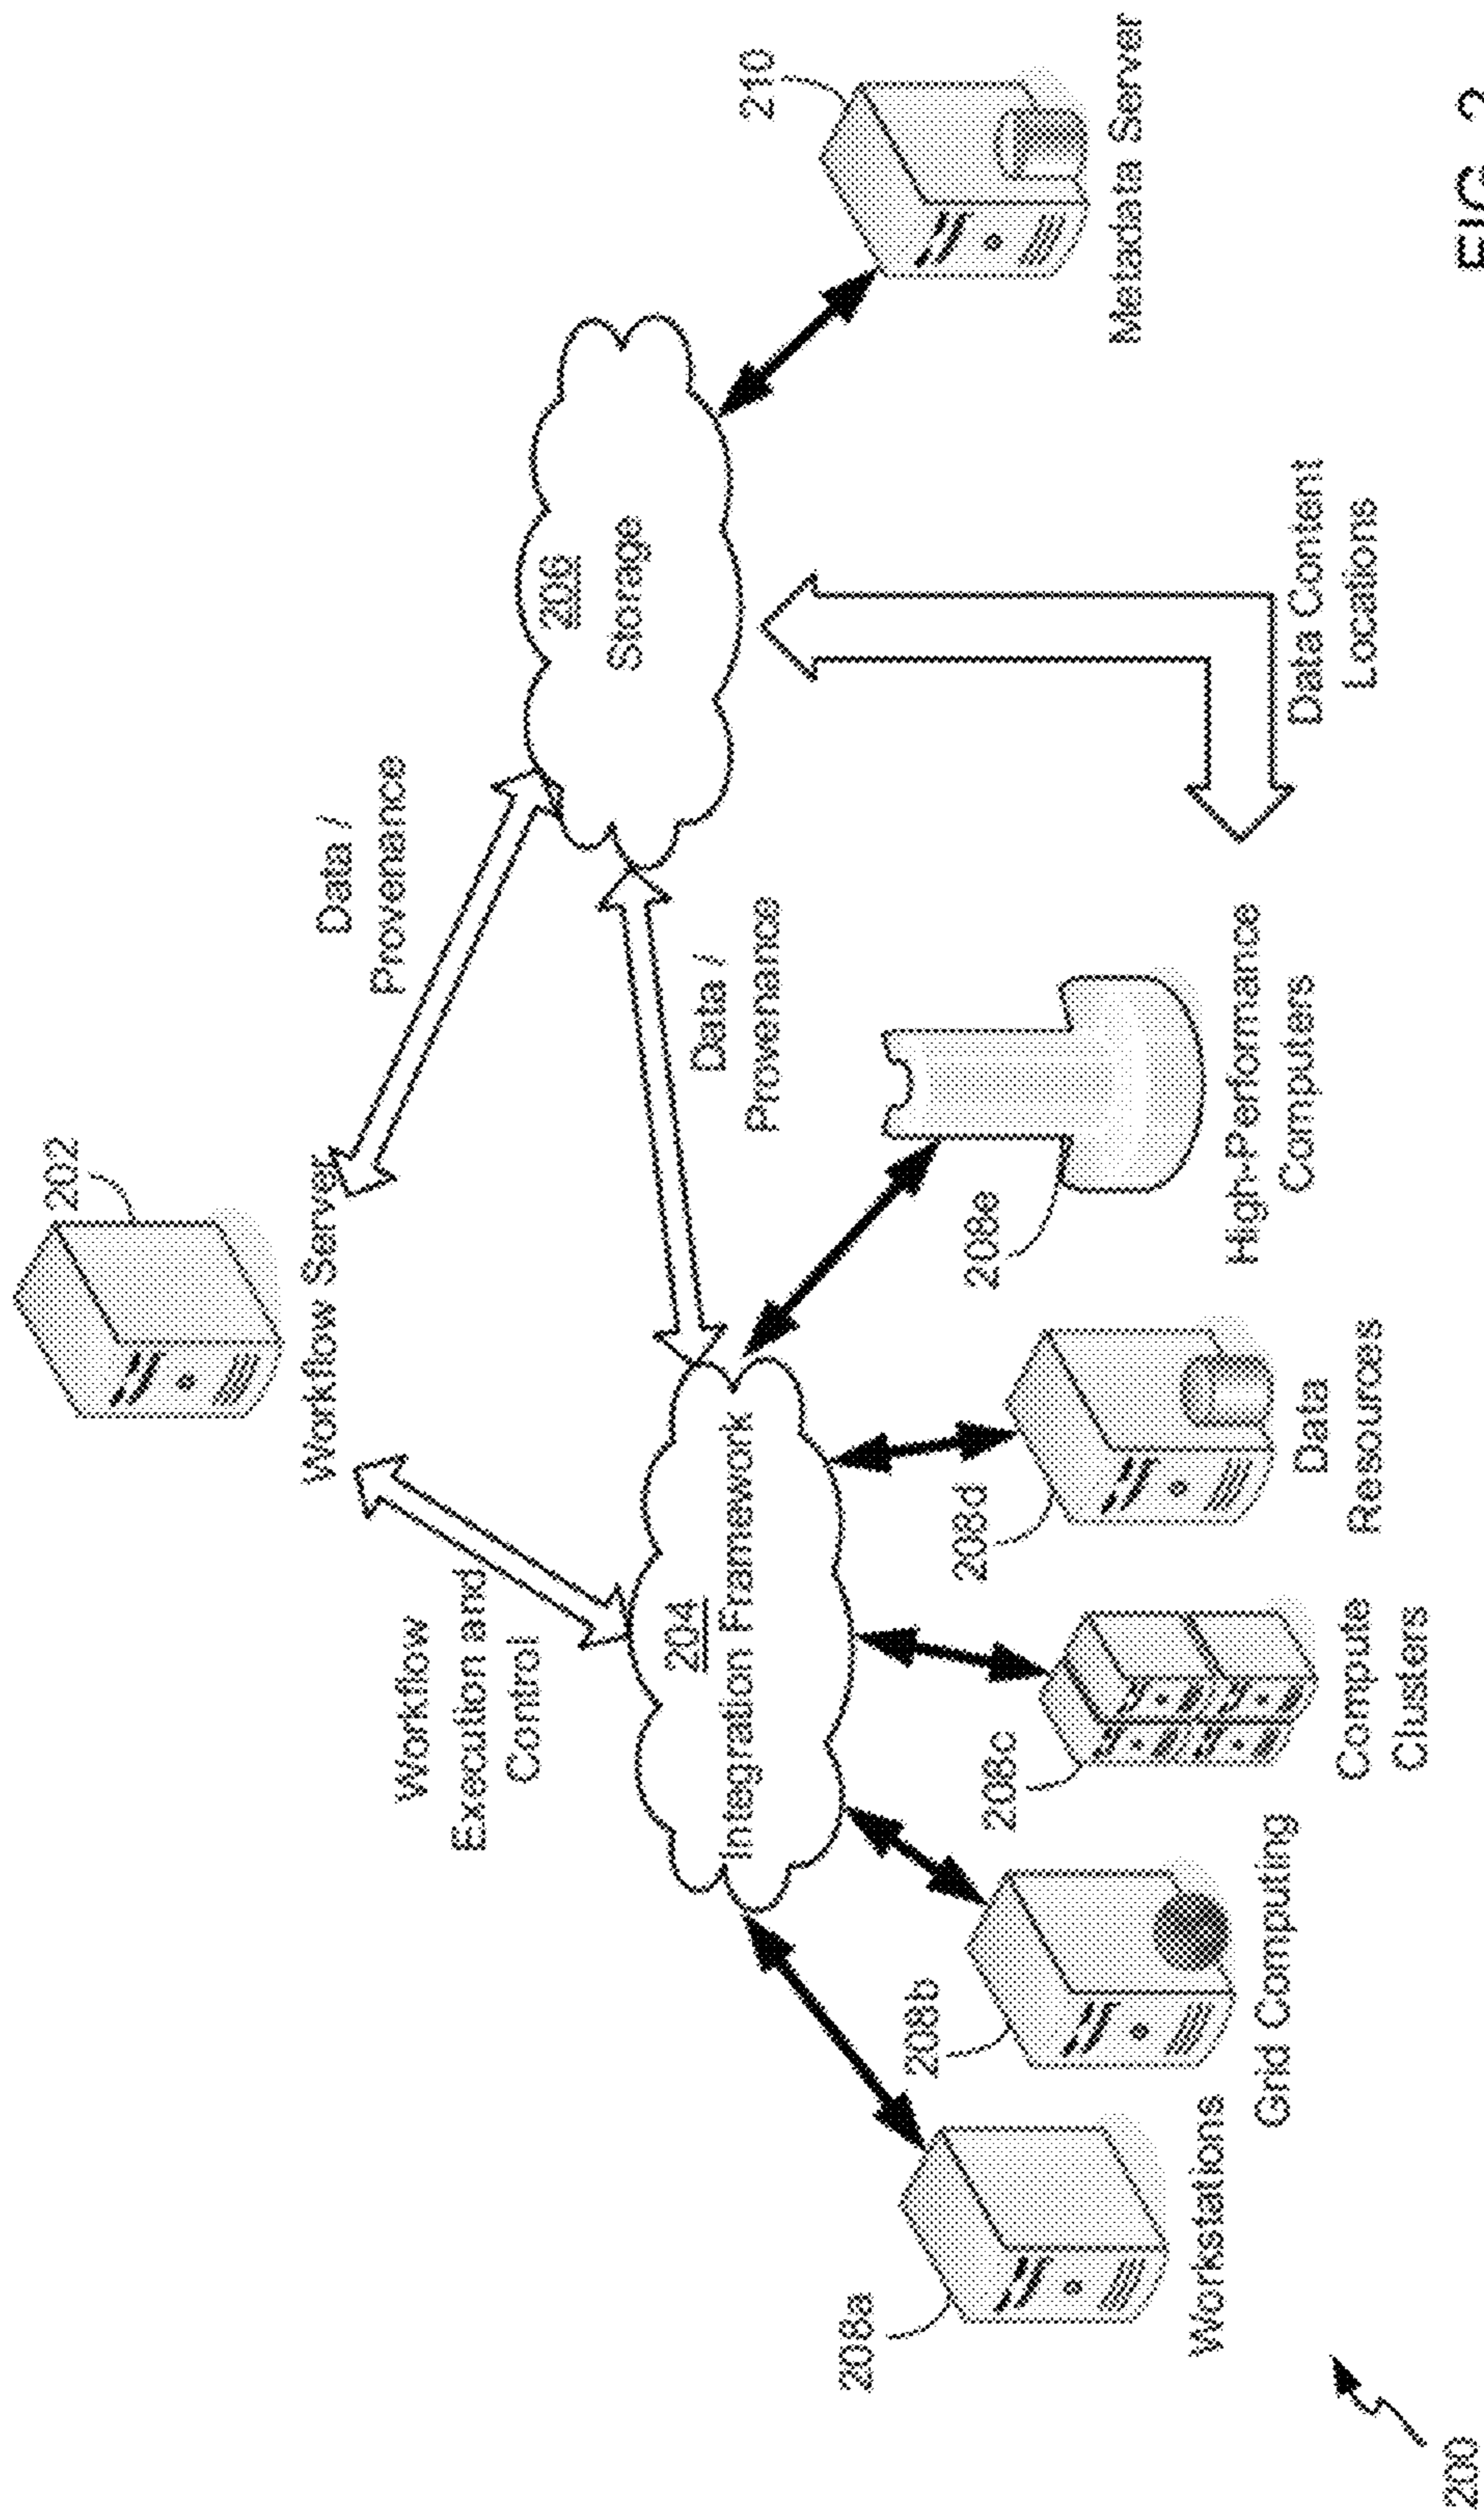 202
Workflow Server
Workflow
Execution and
Control
Data /
Provenance
204
Integration Framework
Data /
Provenance
206
Storage
210
Metadata Server
208a
Workstations
208b
Grid Computing
208c
Compute
Clusters
208d
Data
Resources
208e
High-Performance
Computers
Data Content
Locations
200
FIG. 2